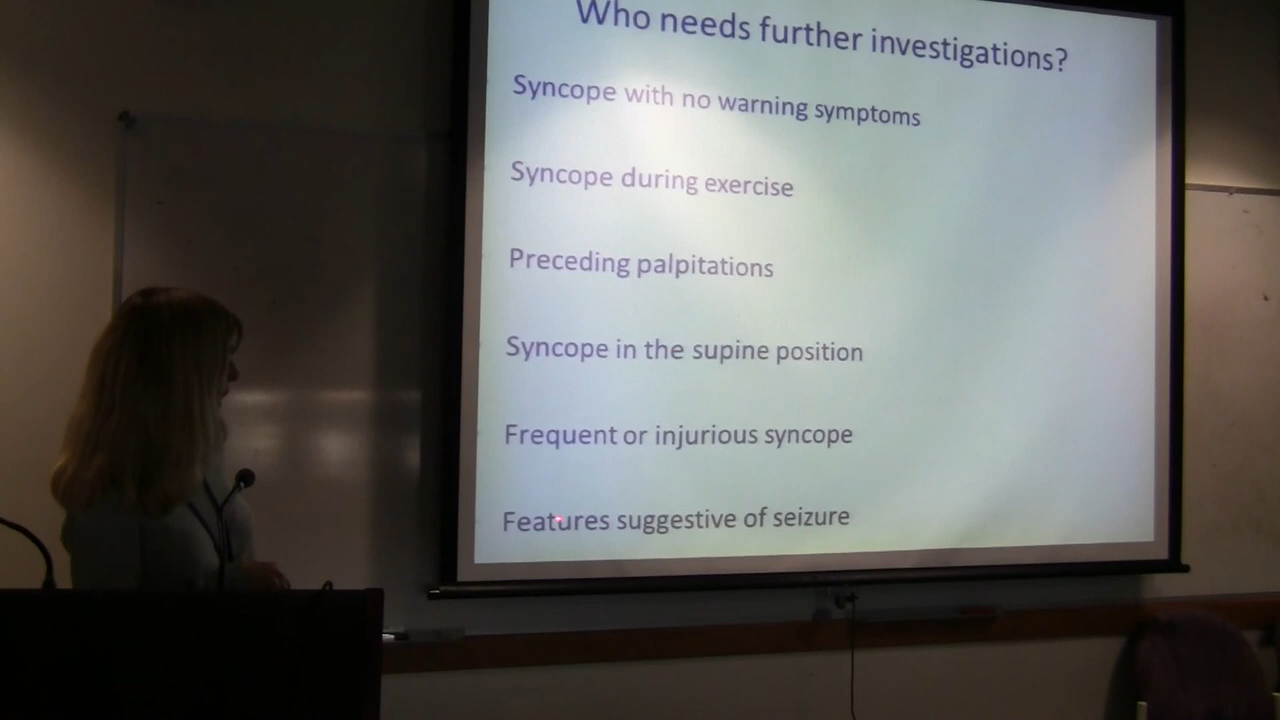 Who needs further investigations?
Syncope with no warning symptoms
Syncope during exercise
Preceding palpitations
Syncope in the supine position
Frequent or injurious syncope
Features suggestive of seizure